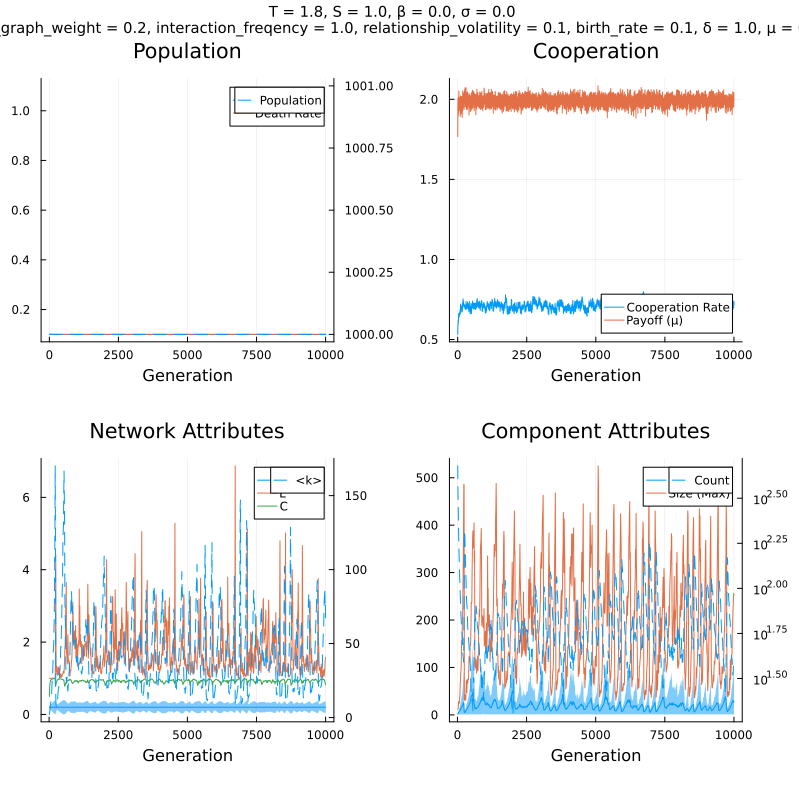 T = 1.8, S = 1.0, β = 0.0, σ = 0.0
graph_weight = 0.2, interaction_freqency = 1.0, relationship_volatility = 0.1, birth_rate = 0.1, δ = 1.0, μ =
Population
Cooperation
1.0
0.8
0.6
0.4
0.2
1001.00
1000.75
1000.50
1000.25
1000.00
Population
Death Rate
0
2500
5000
7500
10000
Generation
2.0
1.5
1.0
0.5
Cooperation Rate
Payoff (μ)
0
2500
5000
7500
10000
Generation
Network Attributes
Component Attributes
6
4
2
0
150
100
50
0
<k>
C
0
2500
5000
7500
10000
Generation
500
400
300
200
100
0
10^2.50
10^2.25
10^2.00
10^1.75
10^1.50
Count
Size (Max)
0
2500
5000
7500
10000
Generation